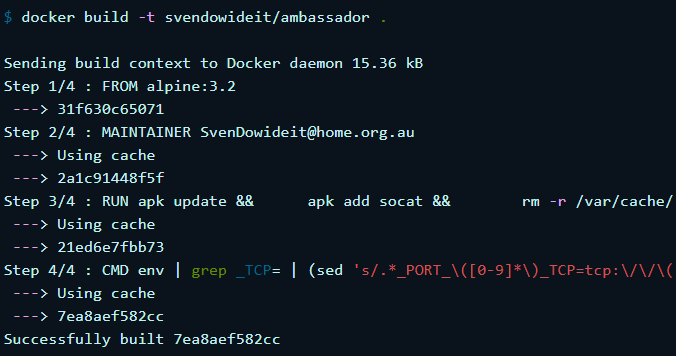 $ docker build -t svendowideit/ambassador .
Sending build context to Docker daemon 15.36 kB
Step 1/4 : FROM alpine:3.2
 ---> 31f630c65071
Step 2/4 : MAINTAINER SvenDowideit@home.org.au
 ---> Using cache
 ---> 2a1c91448f5f
Step 3/4 : RUN apk update &&      apk add socat &&        rm -r /var/cache/
 ---> Using cache
 ---> 21ed6e7fbb73
Step 4/4 : CMD env | grep _TCP= | (sed 's/.*_PORT_\([0-9]*\)_TCP=tcp:\/\/\(
 ---> Using cache
 ---> 7ea8aef582cc
Successfully built 7ea8aef582cc